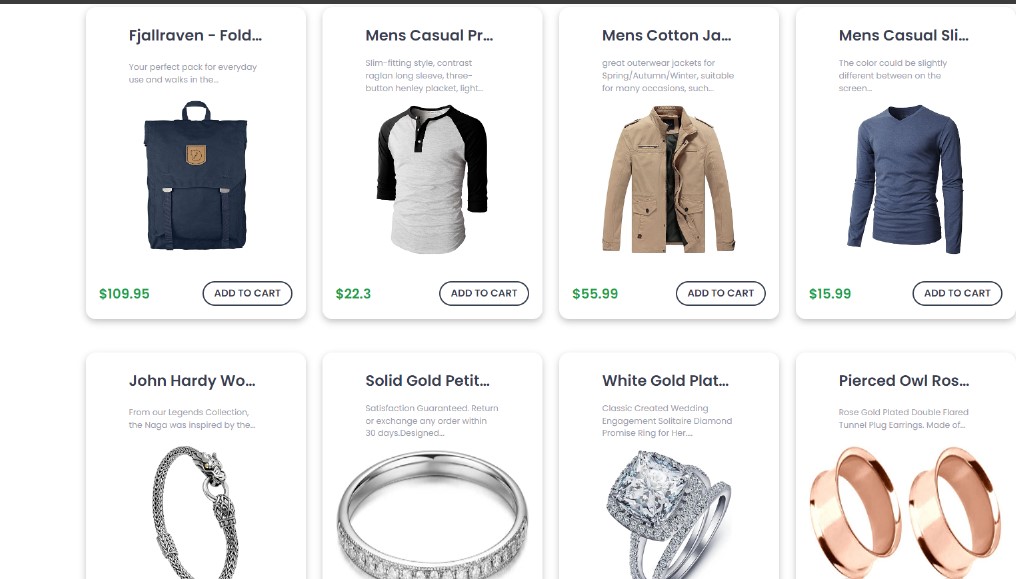 Fjallraven - Fold...
Your perfect pack for everyday
use and walks in the...
$109.95
ADD TO CART
Mens Casual Pr...
Slim-fitting style, contrast
raglan long sleeve, three-
button henley placket, light...
$22.3
ADD TO CART
Mens Cotton Ja...
great outerwear jackets for
Spring/Autumn/Winter, suitable
for many occasions, such...
$55.99
ADD TO CART
Mens Casual Sli...
The color could be slightly
different between on the
screen...
$15.99
ADD TO CART
John Hardy Wo...
From our Legends Collection,
the Naga was inspired by the...
Solid Gold Petit...
Satisfaction Guaranteed. Return
or exchange any order within
30 days.Designed...
White Gold Plat...
Classic Created Wedding
Engagement Solitaire Diamond
Promise Ring for Her....
Pierced Owl Ros...
Rose Gold Plated Double Flared
Tunnel Plug Earrings. Made of...